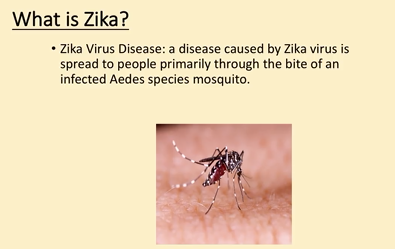 What is Zika?
• Zika Virus Disease: a disease caused by Zika virus is
spread to people primarily through the bite of an
infected Aedes species mosquito.